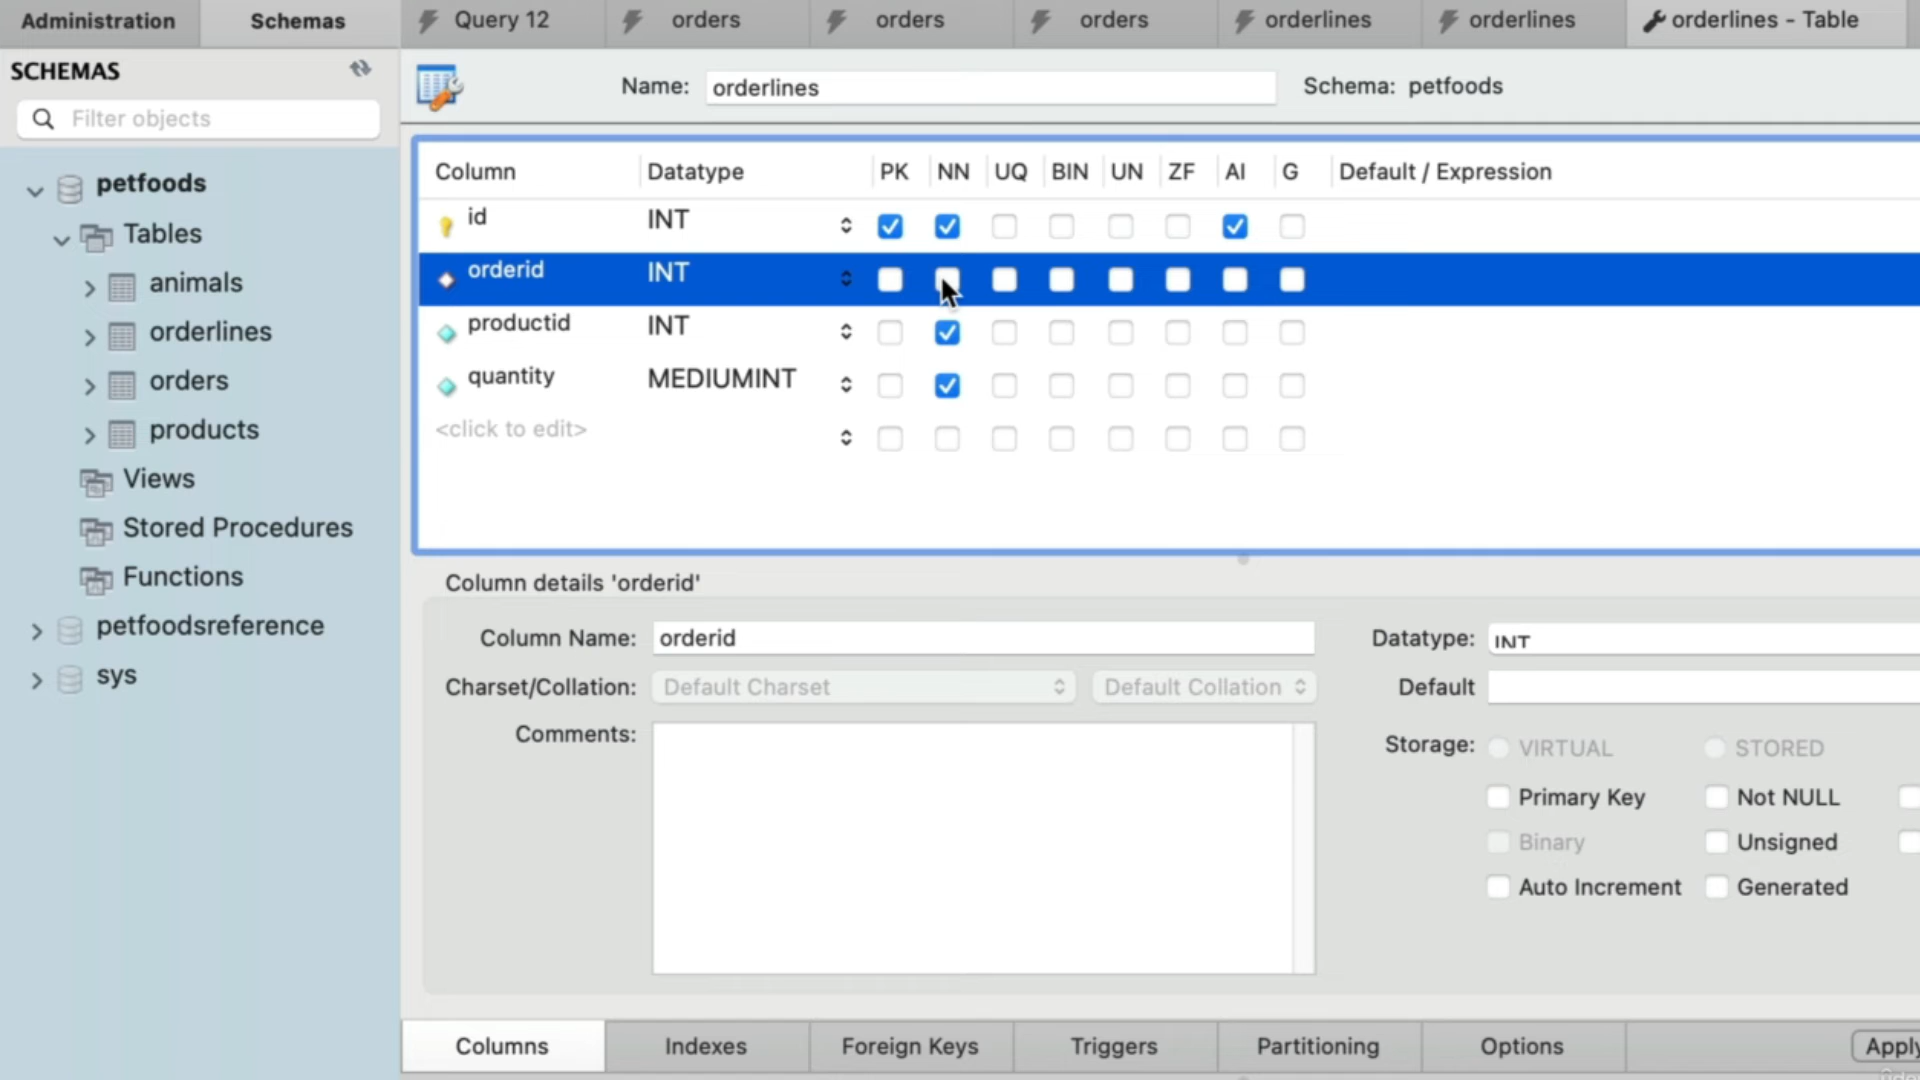 Administration
Schemas
Query 12
orders
orders
orders
orderlines
orderlines
orderlines - Table
SCHEMAS
Filter objects
petfoods
Tables
animals
orderlines
orders
products
Views
Stored Procedures
Functions
petfoodsreference
sys
Name: orderlines
Schema: petfoods
Column Datatype PK NN UQ BIN UN ZF AI G Default / Expression
id INT
orderid INT
productid INT
quantity MEDIUMINT
<click to edit>
Column details 'orderid'
Column Name: orderid
Datatype: INT
Charset/Collation: Default Charset Default Collation
Default
Comments:
Storage: VIRTUAL STORED
Primary Key Not NULL
Binary Unsigned
Auto Increment Generated
Columns Indexes Foreign Keys Triggers Partitioning Options Apply